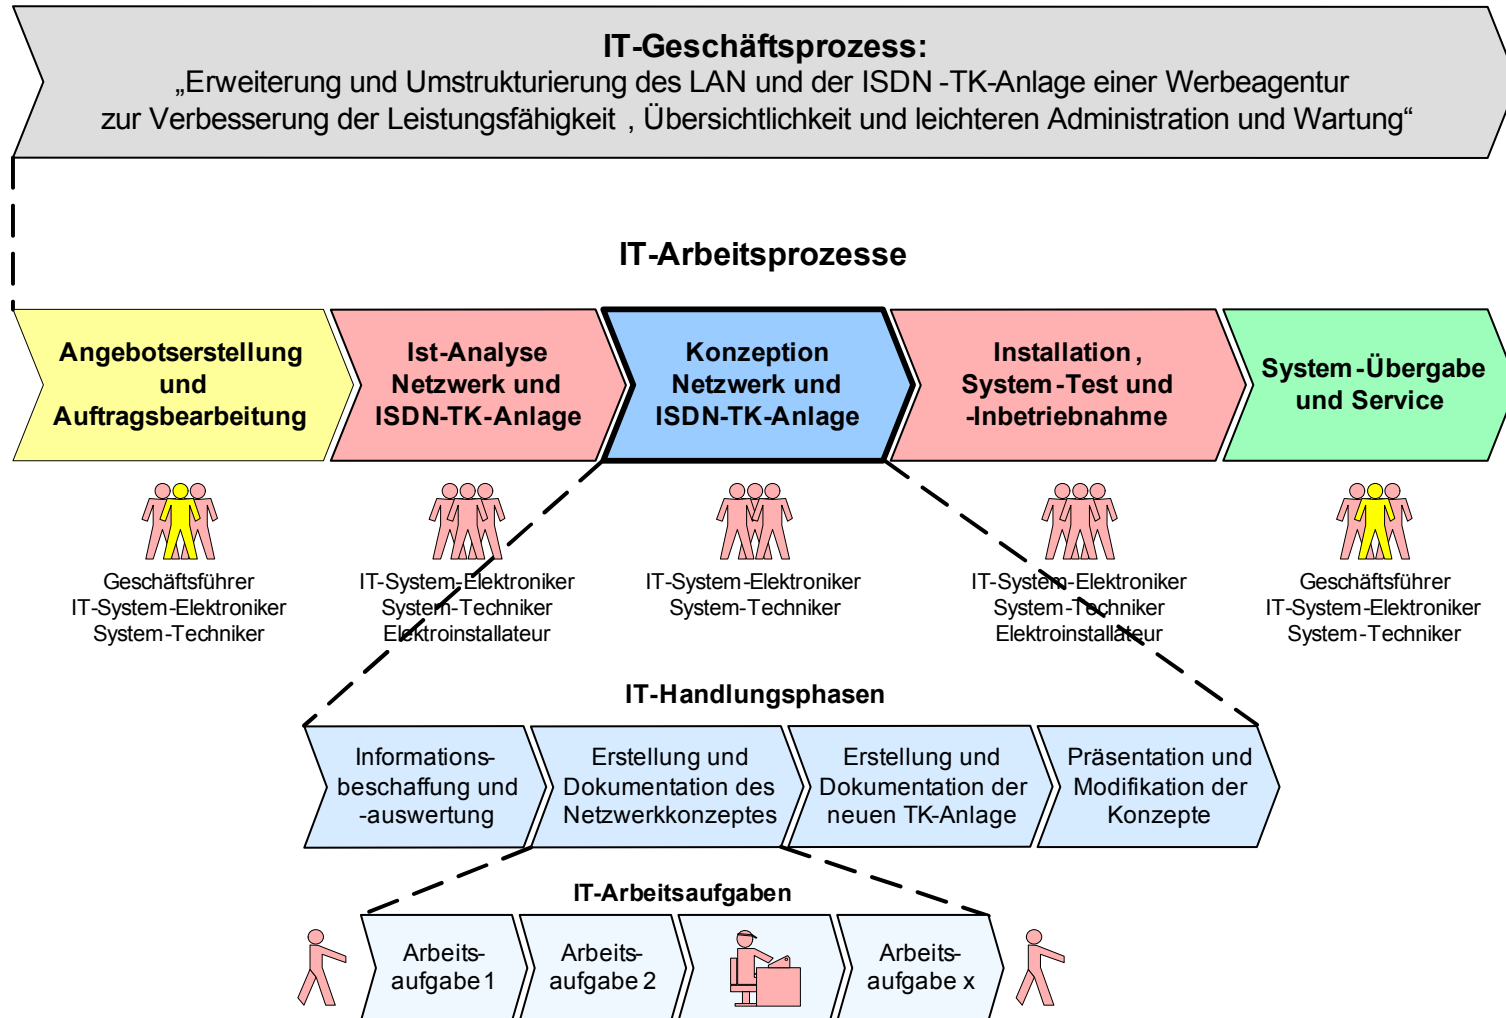 IT-Geschäftsprozess:
„Erweiterung und Umstrukturierung des LAN und der ISDN-TK-Anlage einer Werbeagentur
zur Verbesserung der Leistungsfähigkeit, Übersichtlichkeit und leichteren Administration und Wartung“
IT-Arbeitsprozesse
Angebotserstellung
und
Auftragsbearbeitung
Ist-Analyse
Netzwerk und
ISDN-TK-Anlage
Konzeption
Netzwerk und
ISDN-TK-Anlage
Installation,
System-Test und
-Inbetriebnahme
System-Übergabe
und Service
Geschäftsführer
IT-System-Elektroniker
System-Techniker
IT-System-Elektroniker
System-Techniker
Elektroinstallateur
IT-System-Elektroniker
System-Techniker
IT-System-Elektroniker
System-Techniker
Elektroinstallateur
Geschäftsführer
IT-System-Elektroniker
System-Techniker
IT-Handlungsphasen
Informations-
beschaffung und
-auswertung
Erstellung und
Dokumentation des
Netzwerkkonzeptes
Erstellung und
Dokumentation der
neuen TK-Anlage
Präsentation und
Modifikation der
Konzepte
IT-Arbeitsaufgaben
Arbeits-
aufgabe 1
Arbeits-
aufgabe 2
Arbeits-
aufgabe x